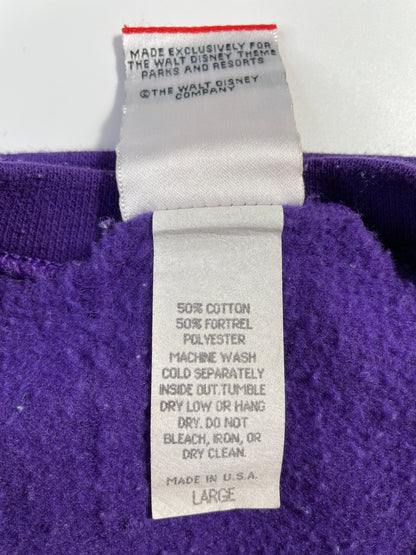 MADE EXCLUSIVELY FOR
THE WALT DISNEY THEME
PARKS AND RESORTS
©THE WALT DISNEY
COMPANY
50% COTTON
50% FORTREL
POLYESTER
MACHINE WASH
COLD SEPARATELY
INSIDE OUT.TUMBLE
DRY LOW OR HANG
DRY. DO NOT
BLEACH, IRON, OR
DRY CLEAN.
MADE IN U.S.A.
LARGE